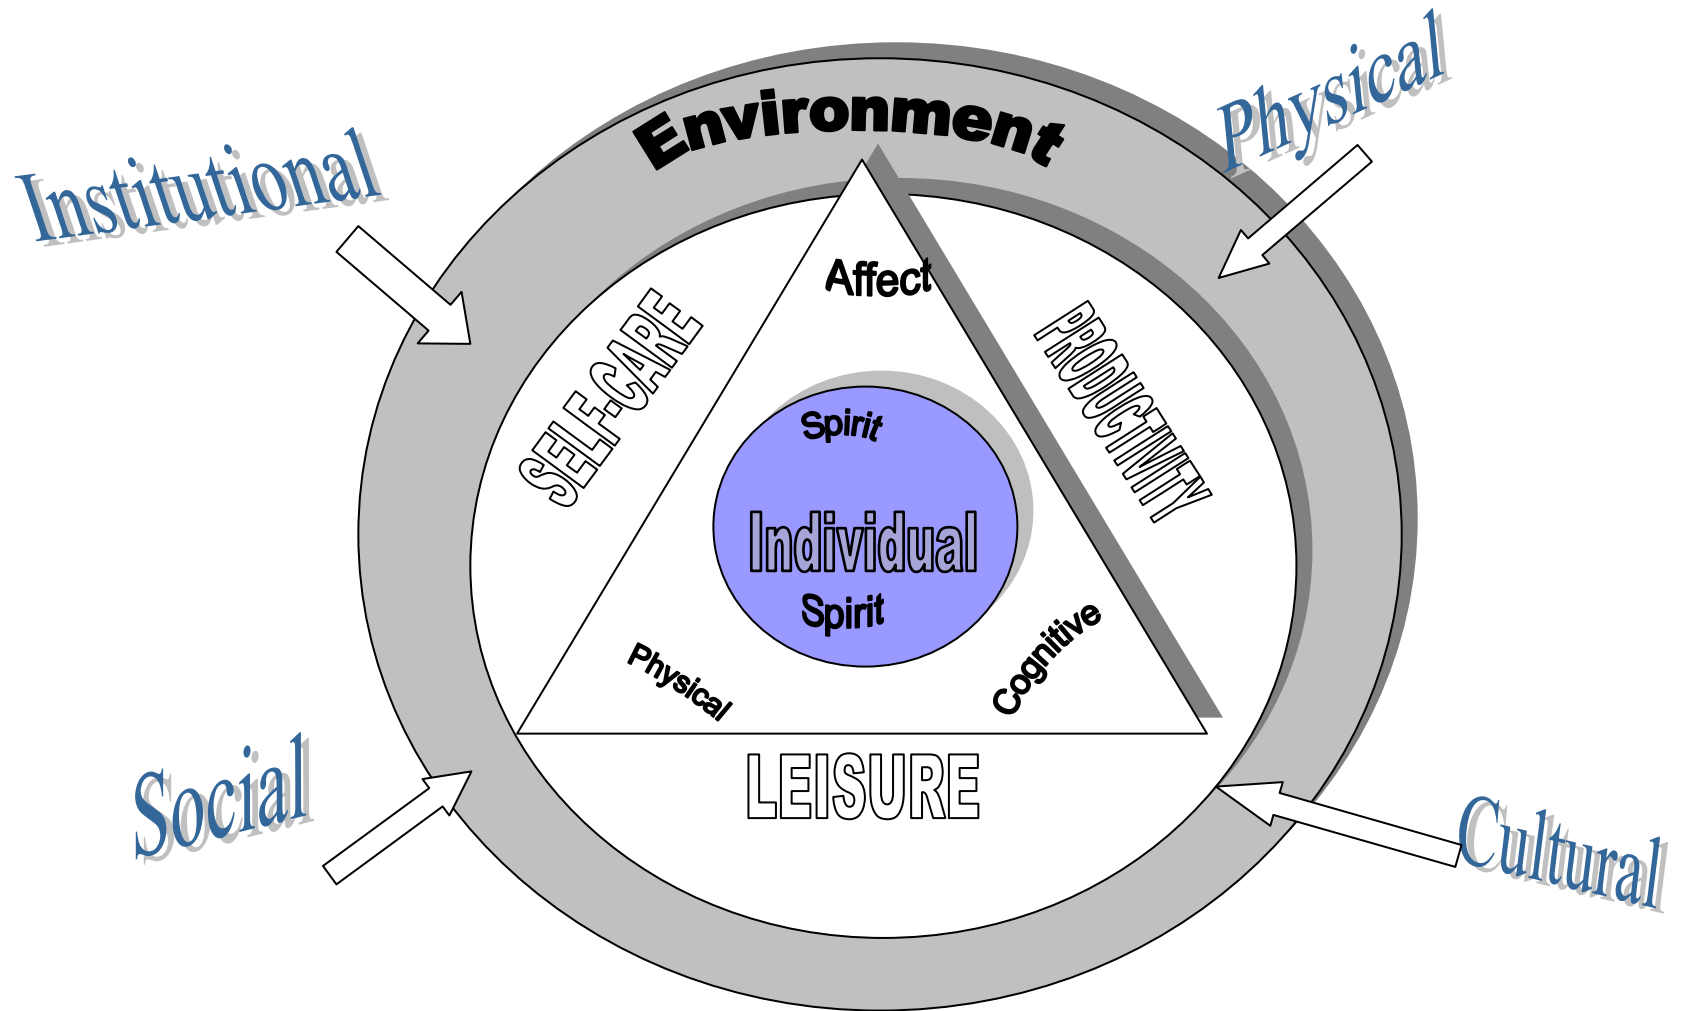 Physical
Environment
Institutional
Affect
SELF-CARE
PRODUCTIVITY
Spirit
Individual
Spirit
Physical
Cognitive
LEISURE
Social
Cultural